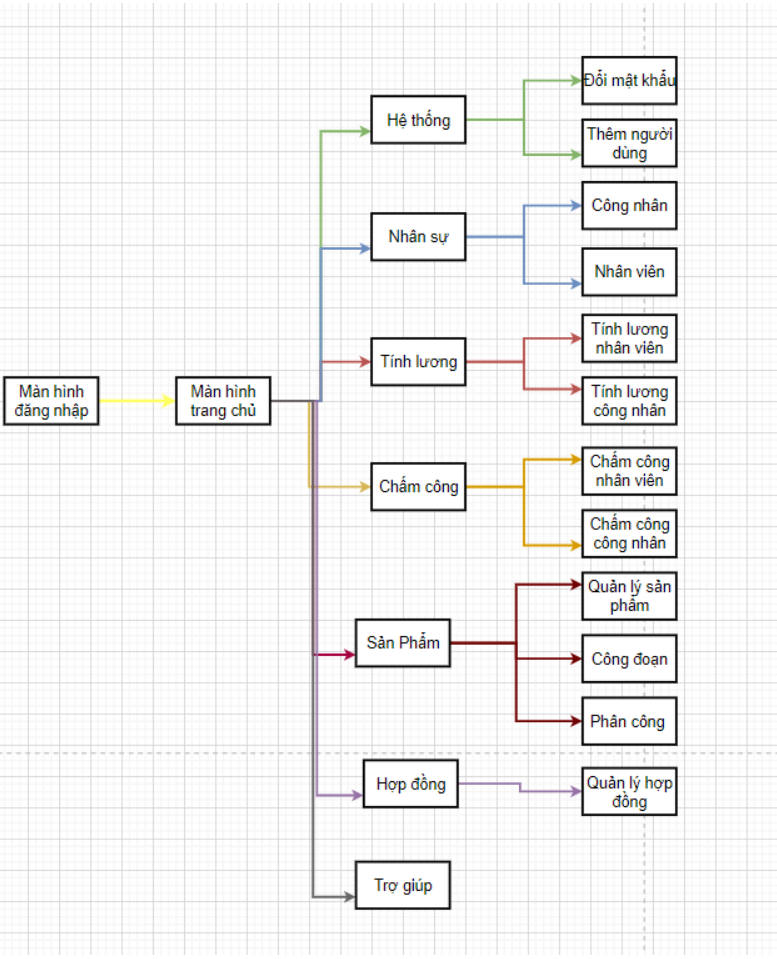 Màn hình
đăng nhập
Màn hình
trang chủ
Hệ thống
Đổi mật khẩu
Thêm người
dùng
Nhân sự
Công nhân
Nhân viên
Tính lương
Tính lương
nhân viên
Tính lương
công nhân
Chấm công
Chấm công
nhân viên
Chấm công
công nhân
Sản Phẩm
Quản lý sản
phẩm
Công đoạn
Phân công
Hợp đồng
Quản lý hợp
đồng
Trợ giúp